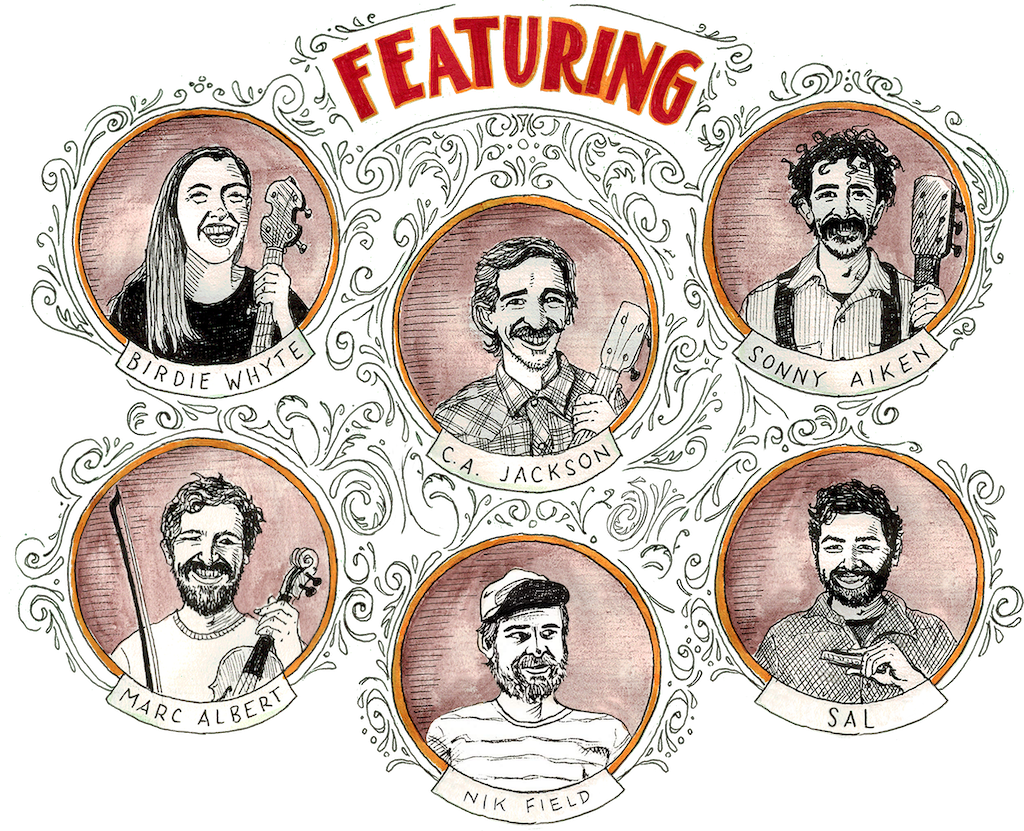 FEATURING
BIRDIE WHYTE
C.A. JACKSON
SONNY AIKEN
MARC ALBERT
NIK FIELD
SAL